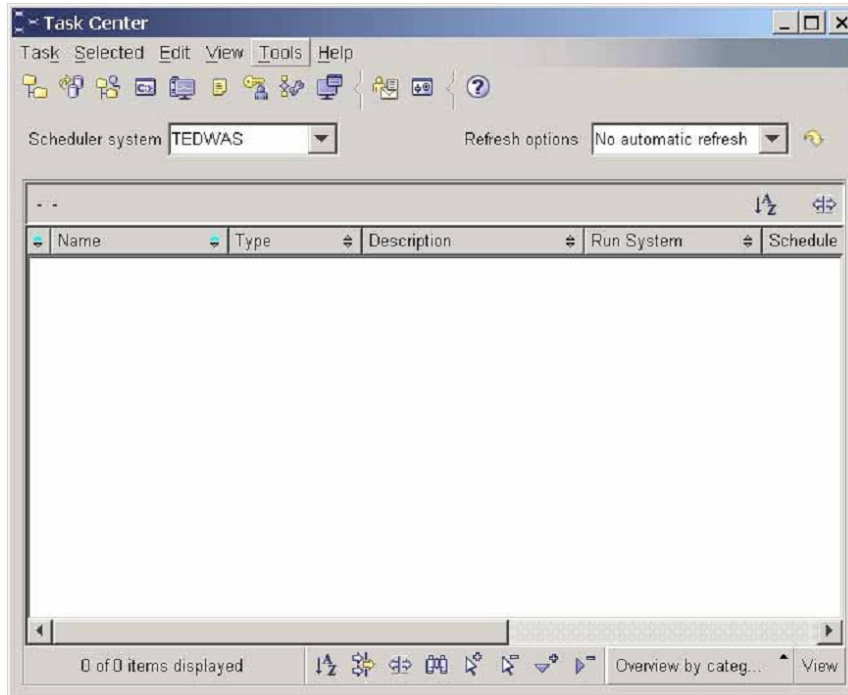 Task Center
Task Selected Edit View Tools Help
Scheduler system TEDWAS Refresh options No automatic refresh
- -
Name Type Description Run System Schedule
0 of 0 items displayed Overview by categ... View